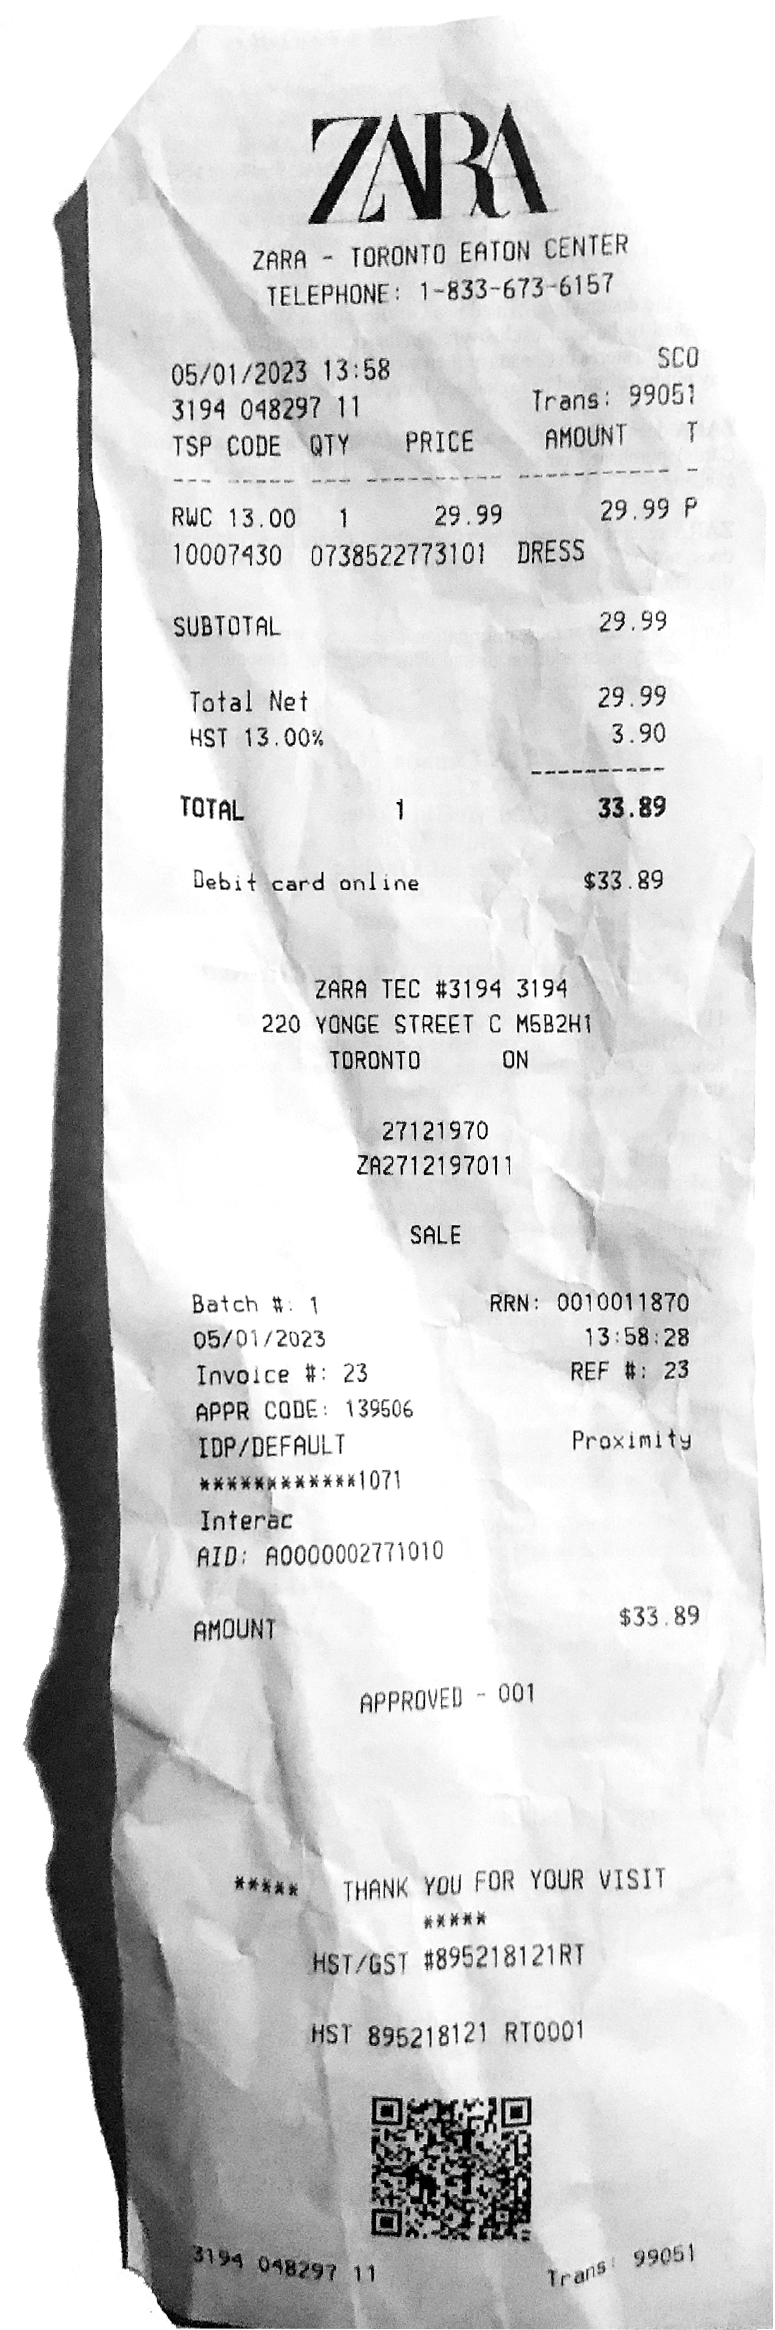 ZARA
ZARA - TORONTO EATON CENTER
TELEPHONE: 1-833-673-6157
05/01/2023 13:58 SCO
3194 048297 11 Trans: 99051
TSP CODE QTY PRICE AMOUNT T
--- ----- --- ---------- ----------- -
RWC 13.00 1 29.99 29.99 P
10007430 0738522773101 DRESS
SUBTOTAL 29.99
Total Net 29.99
HST 13.00% 3.90
----------
TOTAL 1 33.89
Debit card online $33.89
ZARA TEC #3194 3194
220 YONGE STREET C M5B2H1
TORONTO ON
27121970
ZA2712197011
SALE
Batch #: 1 RRN: 0010011870
05/01/2023 13:58:28
Invoice #: 23 REF #: 23
APPR CODE: 139506
IDP/DEFAULT Proximity
************1071
Interac
AID: A0000002771010
AMOUNT $33.89
APPROVED - 001
***** THANK YOU FOR YOUR VISIT
*****
HST/GST #895218121RT
HST 895218121 RT0001
3194 048297 11 Trans: 99051